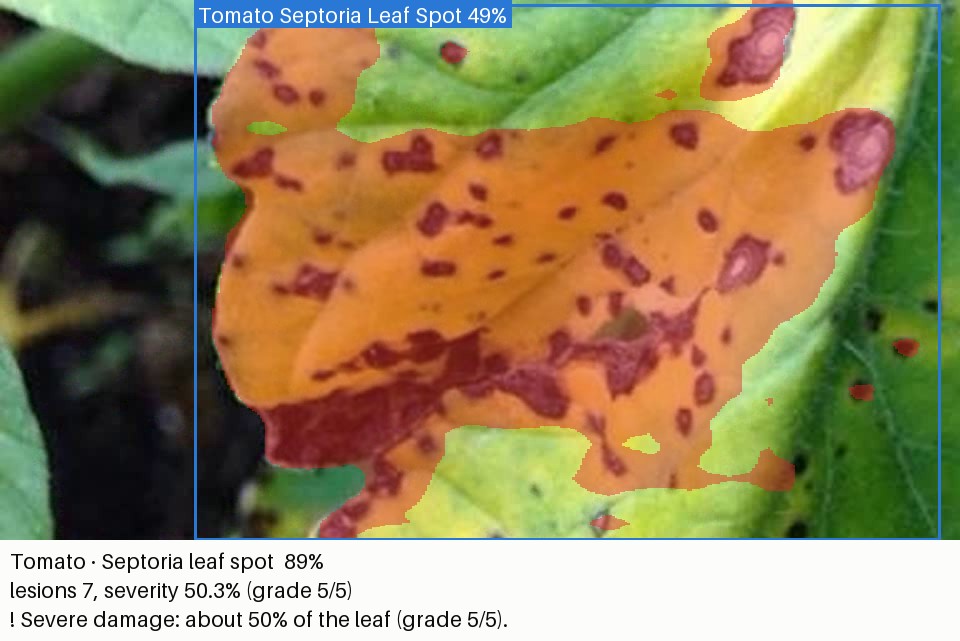 Tomato Septoria Leaf Spot 49%
Tomato · Septoria leaf spot 89%
lesions 7, severity 50.3% (grade 5/5)
! Severe damage: about 50% of the leaf (grade 5/5).